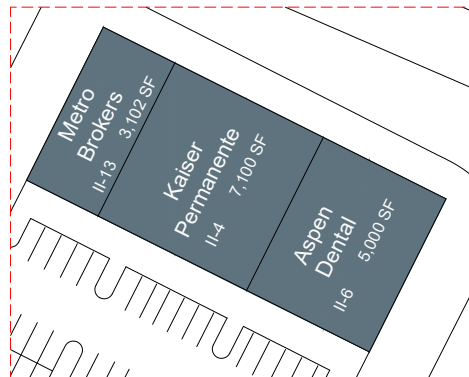 Metro
Brokers
II-13 3,102 SF
Kaiser
Permanente
II-4 7,100 SF
Aspen
Dental
II-6 5,000 SF